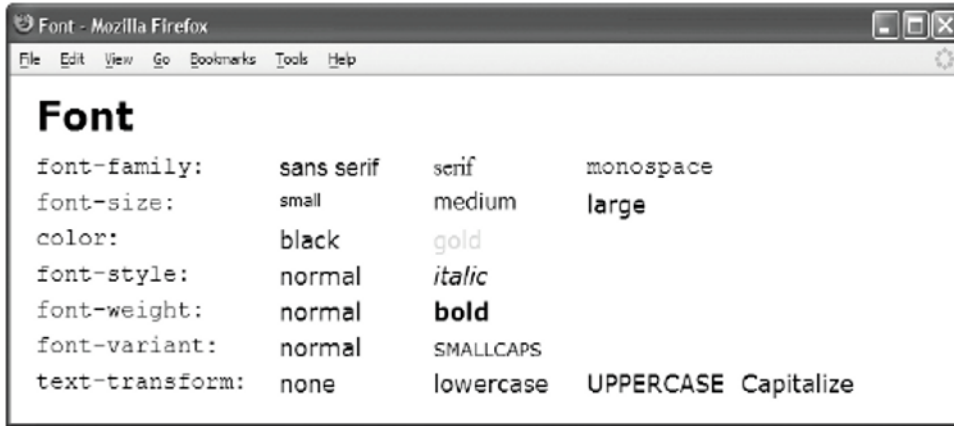 Font - Mozilla Firefox
File Edit View Go Bookmarks Tools Help
Font
font-family: sans serif serif monospace
font-size: small medium large
color: black gold
font-style: normal italic
font-weight: normal bold
font-variant: normal SMALLCAPS
text-transform: none lowercase UPPERCASE Capitalize